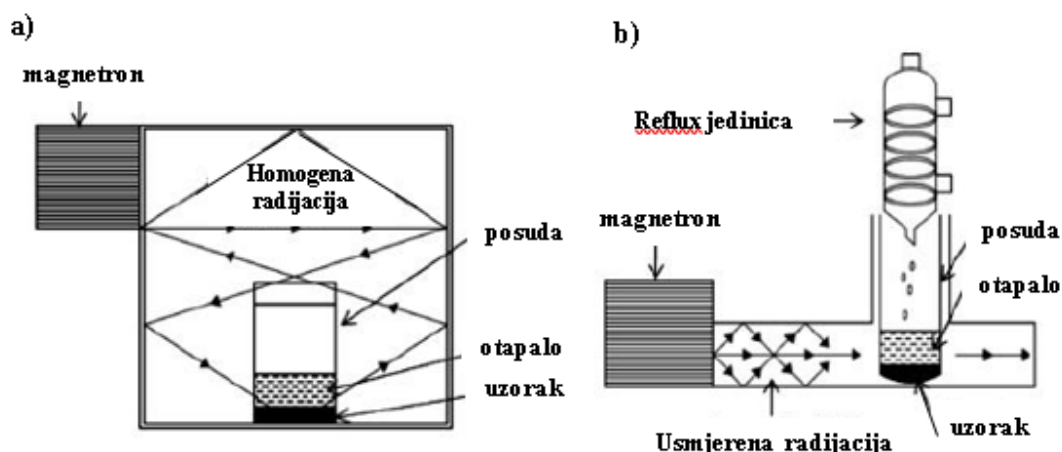 a)
magnetron
Homogena
radijacija
posuda
otapalo
uzorak
b)
Reflux jedinica
magnetron
posuda
otapalo
uzorak
Usmjerena radijacija